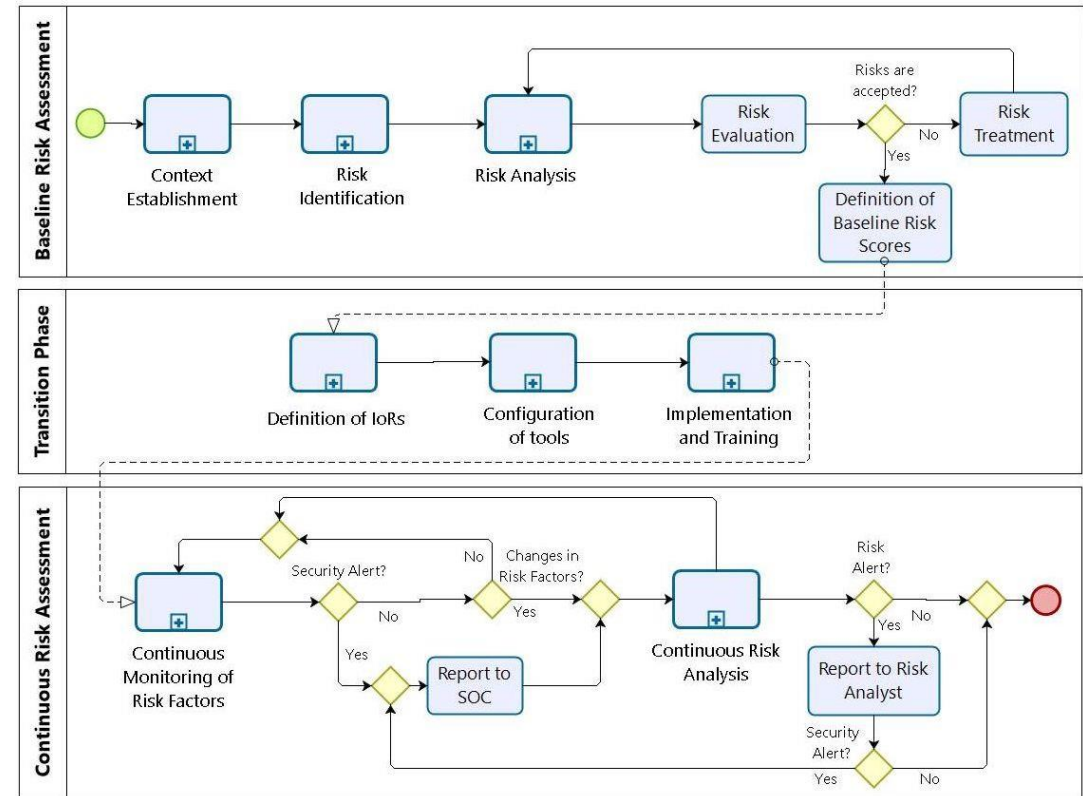 Baseline Risk Assessment
Context
Establishment
Risk
Identification
Risk Analysis
Risk
Evaluation
Risks are
accepted?
No
Yes
Risk
Treatment
Definition of
Baseline Risk
Scores
Transition Phase
Definition of IoRs
Configuration
of tools
Implementation
and Training
Continuous Risk Assessment
Continuous
Monitoring of
Risk Factors
Security Alert?
No
Yes
Report to
SOC
No
Changes in
Risk Factors?
Yes
Continuous Risk
Analysis
Risk
Alert?
No
Yes
Report to Risk
Analyst
Security
Alert?
Yes
No